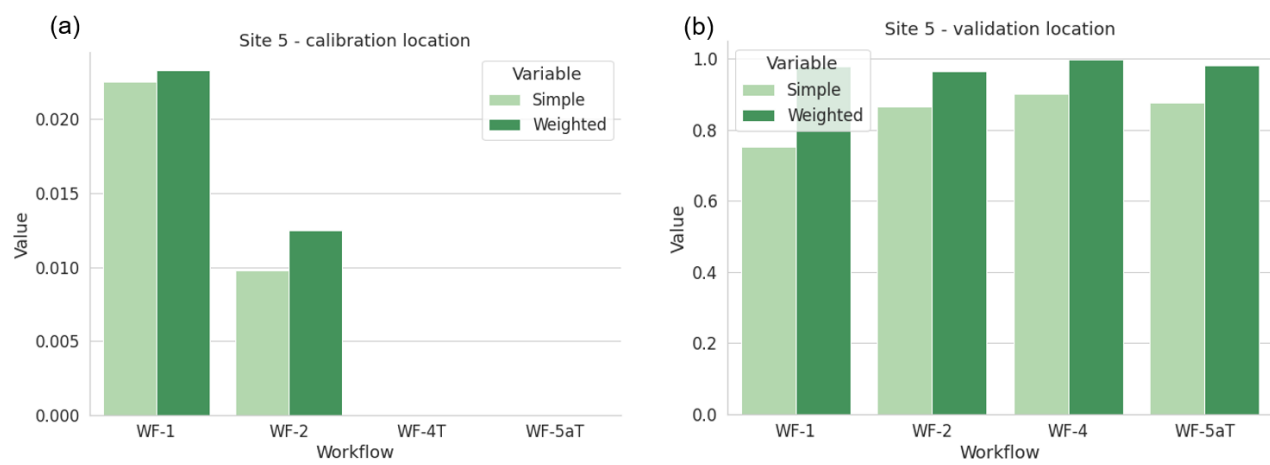 (a)
Site 5 - calibration location
Variable
Simple
Weighted
Value
0.020
0.015
0.010
0.005
0.000
WF-1 WF-2 WF-4T WF-5aT
Workflow
(b)
Site 5 - validation location
Variable
Simple
Weighted
Value
1.0
0.8
0.6
0.4
0.2
0.0
WF-1 WF-2 WF-4 WF-5aT
Workflow